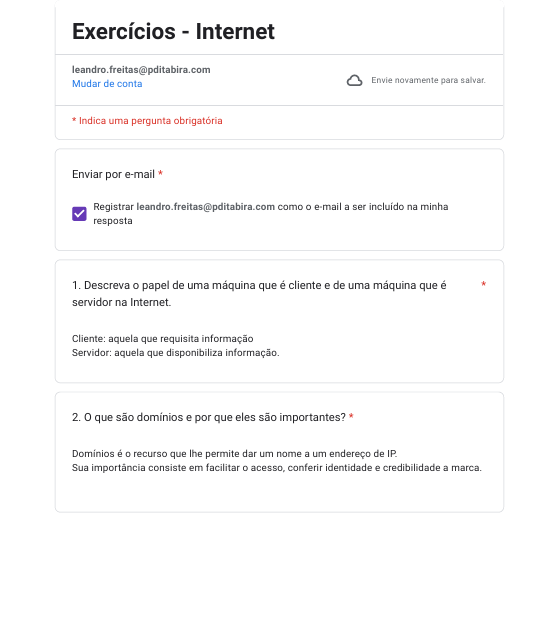 Exercícios - Internet
leandro.freitas@pditabira.com
Mudar de conta
Envie novamente para salvar.
* Indica uma pergunta obrigatória
Enviar por e-mail *
Registrar leandro.freitas@pditabira.com como o e-mail a ser incluído na minha
resposta
1. Descreva o papel de uma máquina que é cliente e de uma máquina que é *
servidor na Internet.
Cliente: aquela que requisita informação
Servidor: aquela que disponibiliza informação.
2. O que são domínios e por que eles são importantes? *
Domínios é o recurso que lhe permite dar um nome a um endereço de IP.
Sua importância consiste em facilitar o acesso, conferir identidade e credibilidade a marca.